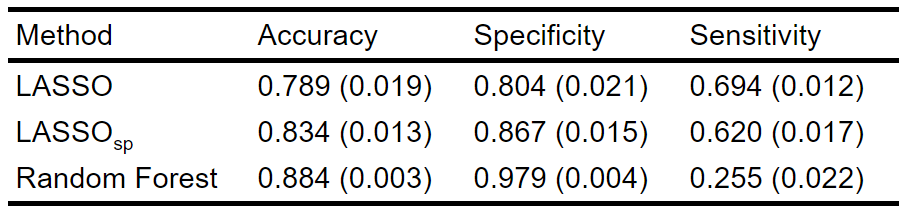 Method Accuracy Specificity Sensitivity
LASSO 0.789 (0.019) 0.804 (0.021) 0.694 (0.012)
LASSOsp 0.834 (0.013) 0.867 (0.015) 0.620 (0.017)
Random Forest 0.884 (0.003) 0.979 (0.004) 0.255 (0.022)